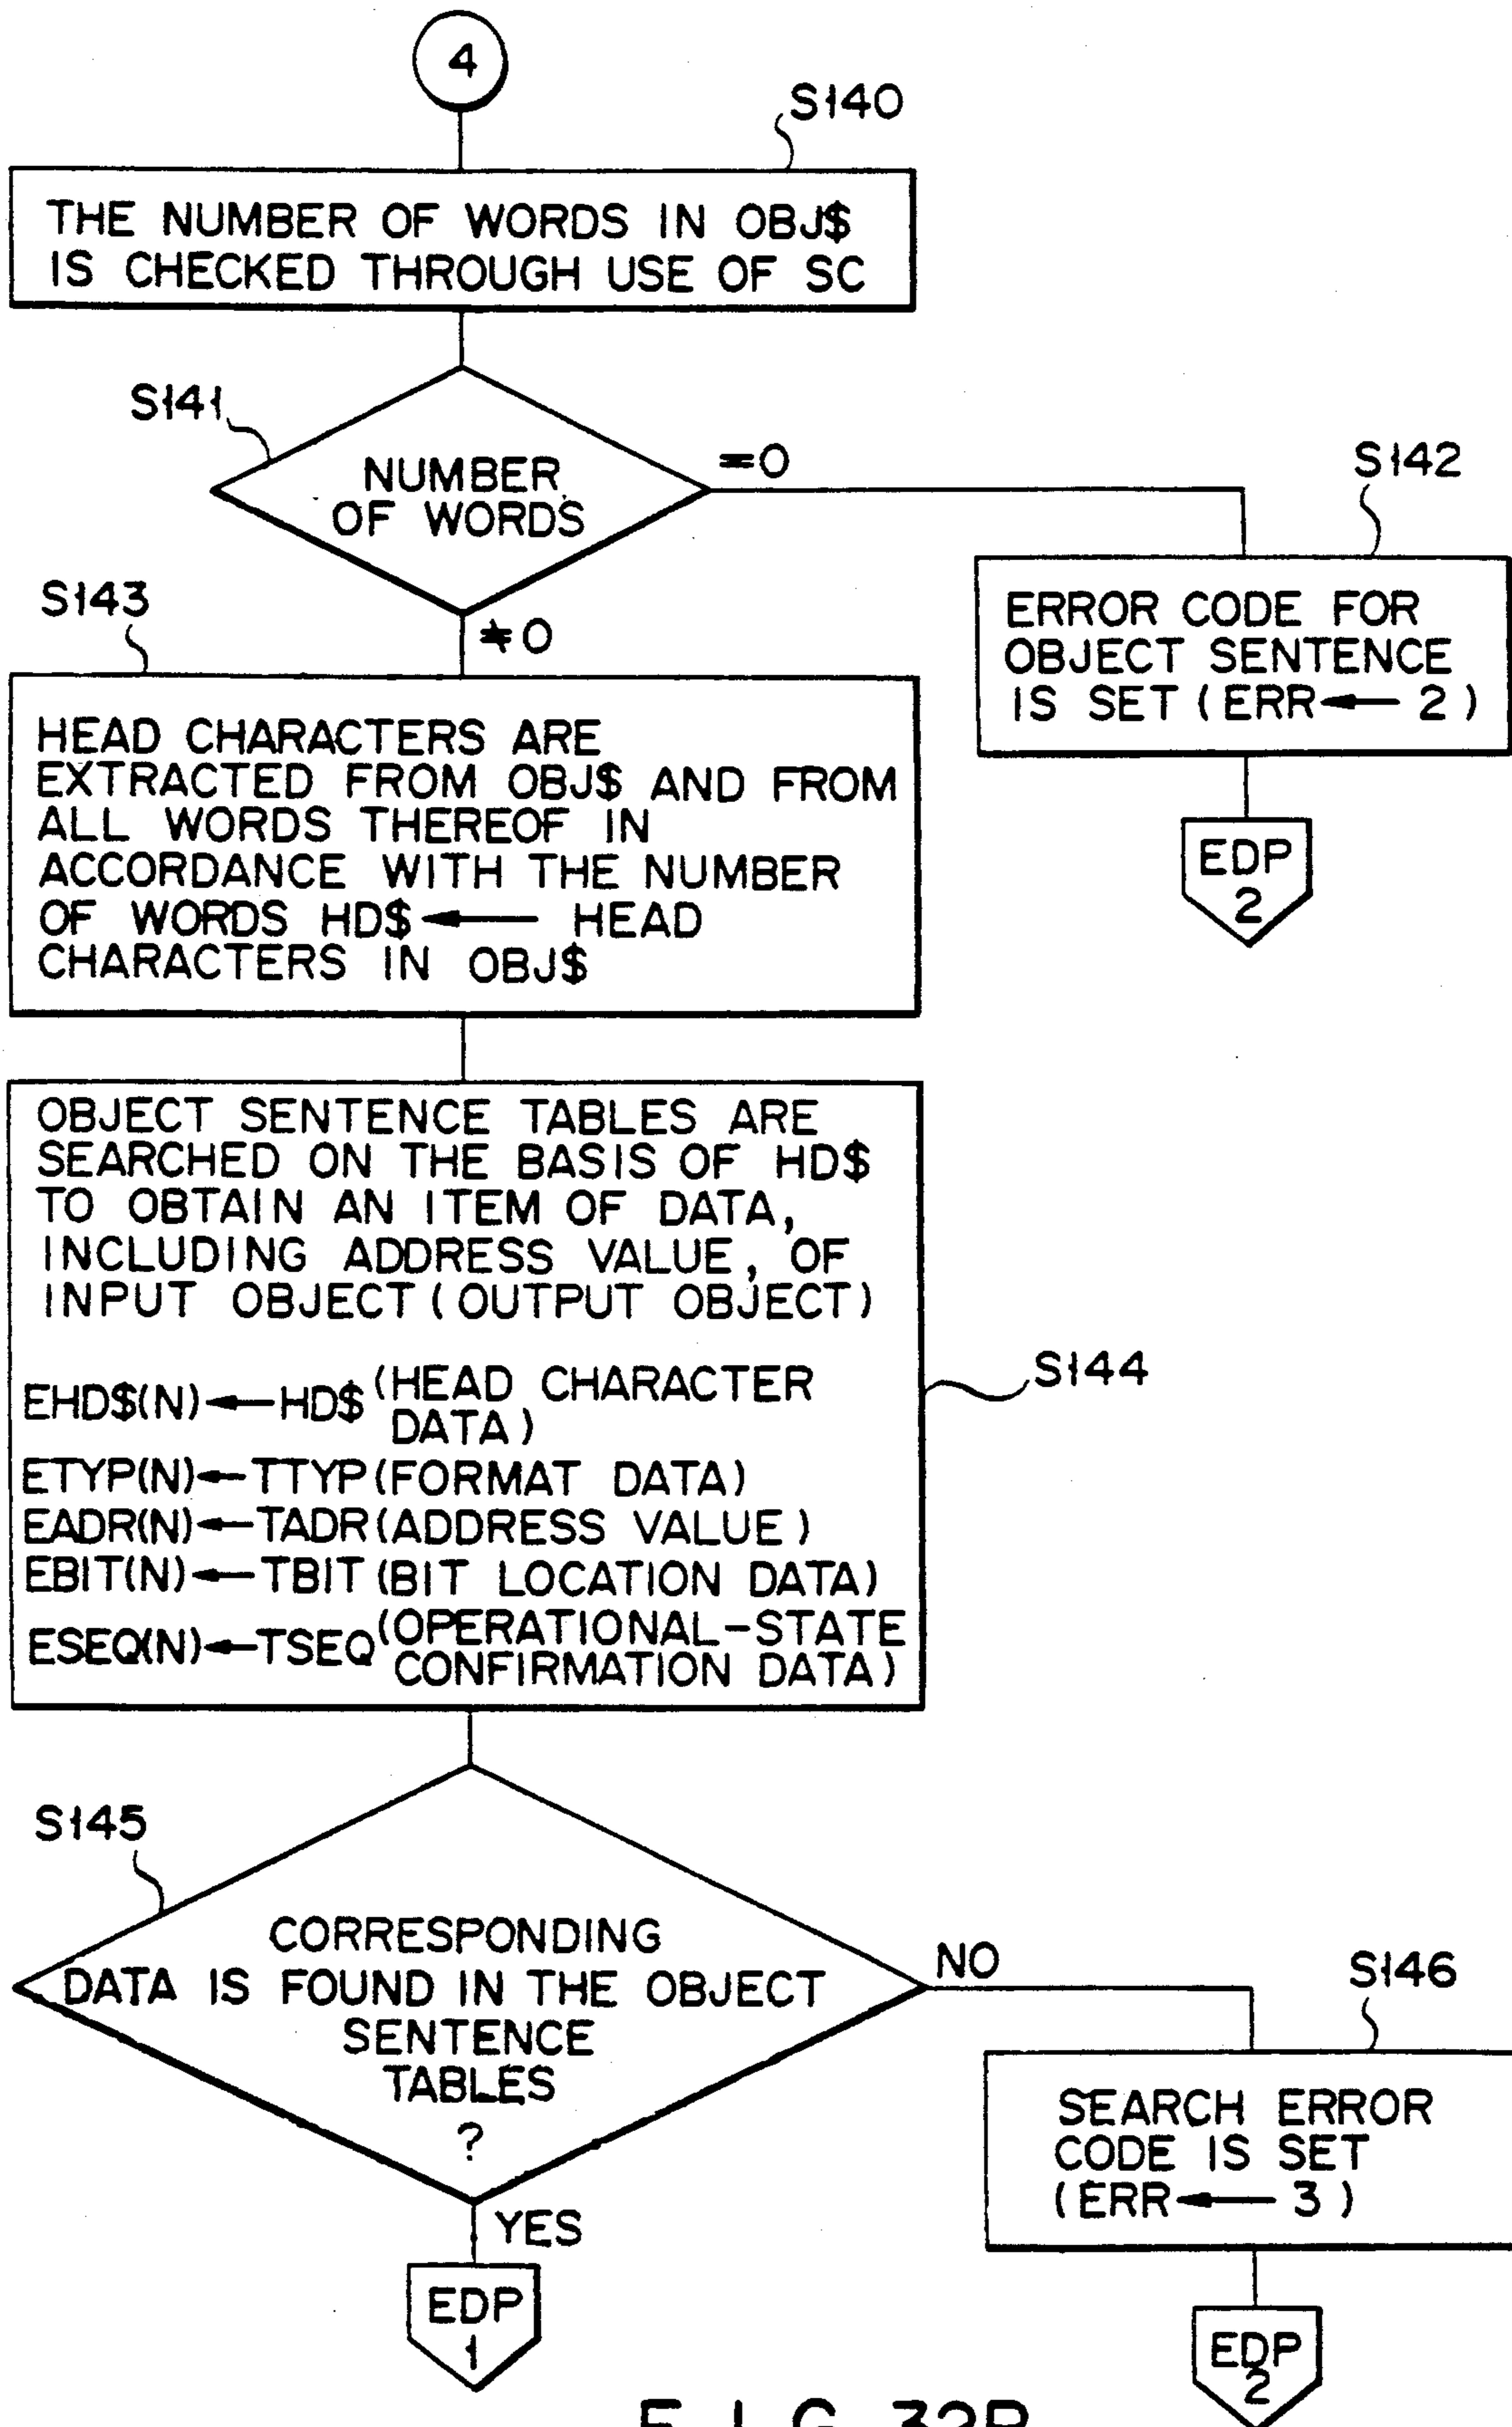 4
S140
THE NUMBER OF WORDS IN OBJ$
IS CHECKED THROUGH USE OF SC
S141
NUMBER
OF WORDS
=0
S142
ERROR CODE FOR
OBJECT SENTENCE
IS SET (ERR← 2)
EDP
2
S143
≠0
HEAD CHARACTERS ARE
EXTRACTED FROM OBJ$ AND FROM
ALL WORDS THEREOF IN
ACCORDANCE WITH THE NUMBER
OF WORDS HD$← HEAD
CHARACTERS IN OBJ$
OBJECT SENTENCE TABLES ARE
SEARCHED ON THE BASIS OF HD$
TO OBTAIN AN ITEM OF DATA,
INCLUDING ADDRESS VALUE, OF
INPUT OBJECT (OUTPUT OBJECT)
S144
EHD$(N)←HD$ (HEAD CHARACTER
DATA)
ETYP(N)←TTYP (FORMAT DATA)
EADR(N)←TADR (ADDRESS VALUE)
EBIT(N)←TBIT (BIT LOCATION DATA)
ESEQ(N)←TSEQ (OPERATIONAL-STATE
CONFIRMATION DATA)
S145
CORRESPONDING
DATA IS FOUND IN THE OBJECT
SENTENCE
TABLES
?
NO
S146
SEARCH ERROR
CODE IS SET
(ERR← 3)
YES
EDP
1
EDP
2
FIG. 32B